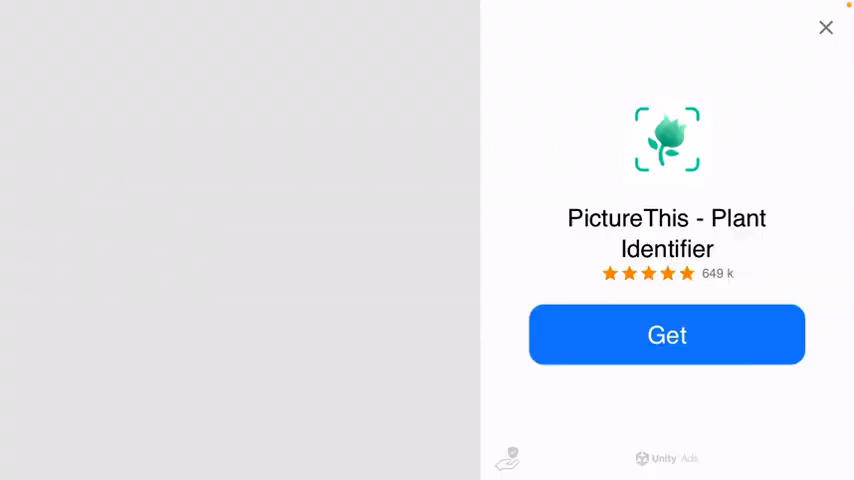 PictureThis - Plant
Identifier
649 k
Get
Unity Ads